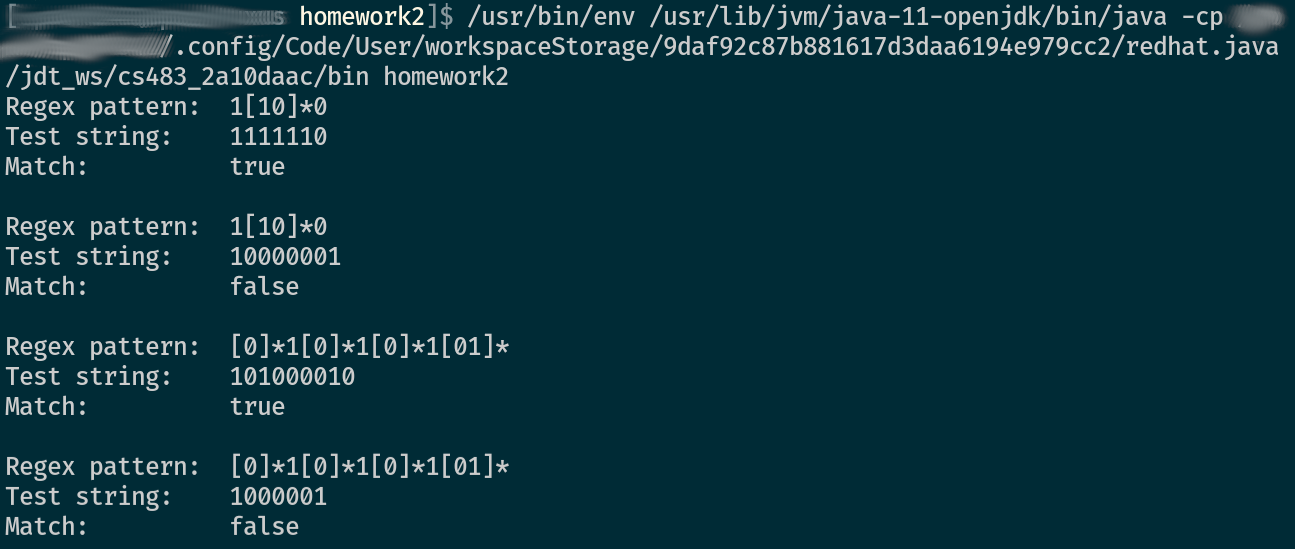 [ homework2]$ /usr/bin/env /usr/lib/jvm/java-11-openjdk/bin/java -cp
/.config/Code/User/workspaceStorage/9daf92c87b881617d3daa6194e979cc2/redhat.java
/jdt_ws/cs483_2a10daac/bin homework2
Regex pattern:  1[10]*0
Test string:    1111110
Match:          true
Regex pattern:  1[10]*0
Test string:    10000001
Match:          false
Regex pattern:  [0]*1[0]*1[0]*1[01]*
Test string:    101000010
Match:          true
Regex pattern:  [0]*1[0]*1[0]*1[01]*
Test string:    1000001
Match:          false